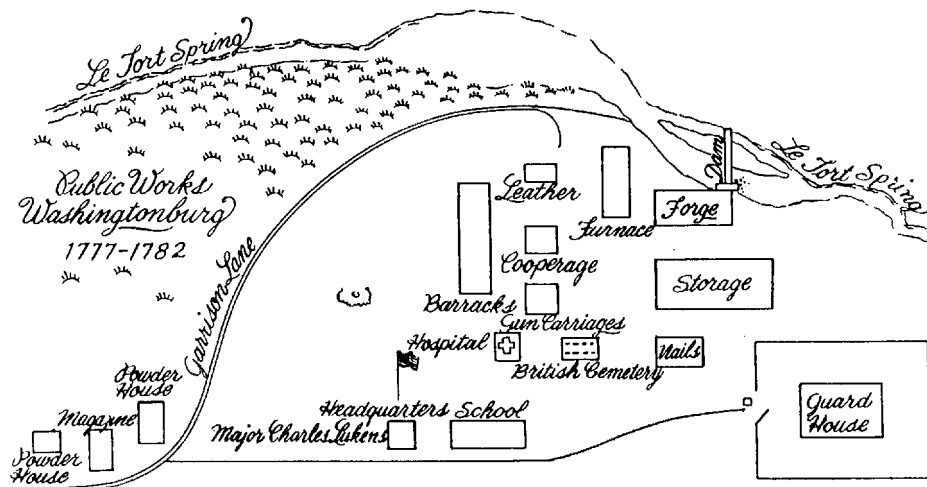 Le Tort Spring
Public Works
Washingtonburg
1777-1782
Garrison Lane
Dam
Le Tort Spring
Leather
Furnace
Forge
Cooperage
Storage
Barracks
Gun Carriages
Hospital
British Cemetery
Nails
Powder
House
Magazine
Powder
House
Headquarters
School
Major Charles Lukens
Guard
House